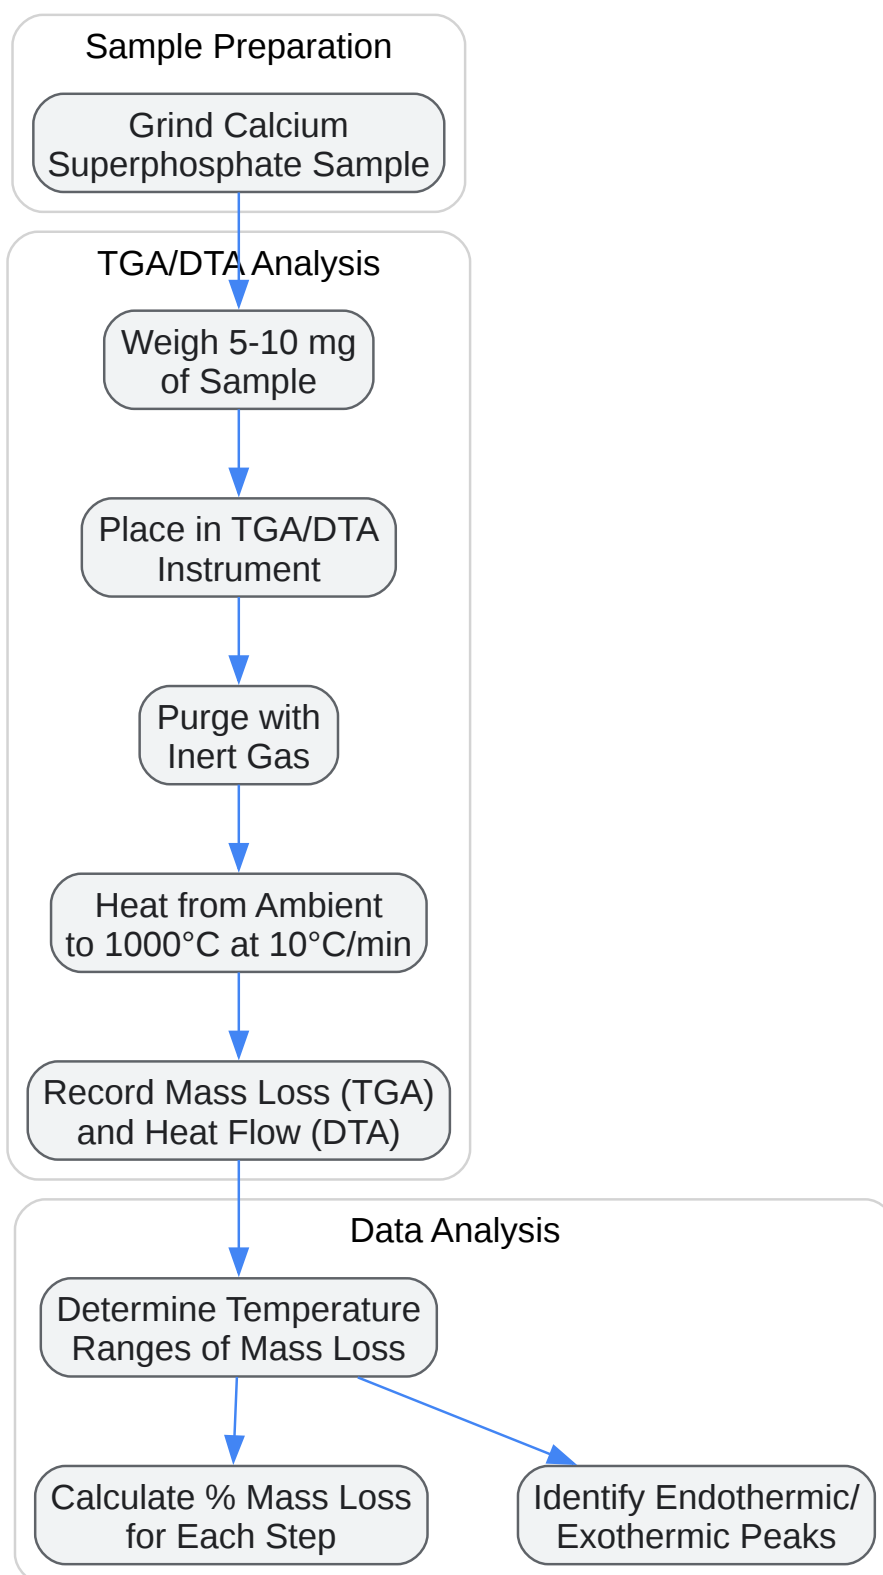 Sample Preparation
Grind Calcium
Superphosphate Sample
TGA/DTA Analysis
Weigh 5-10 mg
of Sample
Place in TGA/DTA
Instrument
Purge with
Inert Gas
Heat from Ambient
to 1000°C at 10°C/min
Record Mass Loss (TGA)
and Heat Flow (DTA)
Data Analysis
Determine Temperature
Ranges of Mass Loss
Calculate % Mass Loss
for Each Step
Identify Endothermic/
Exothermic Peaks